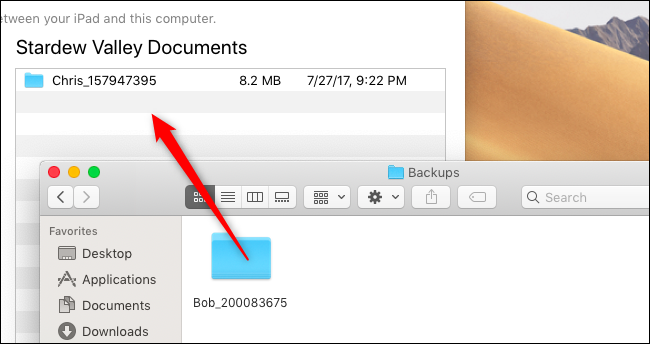 etween your iPad and this computer.
Stardew Valley Documents
Chris_157947395 8.2 MB 7/27/17, 9:22 PM
Backups
Search
Favorites
Desktop
Applications
Documents
Downloads
Bob_200083675